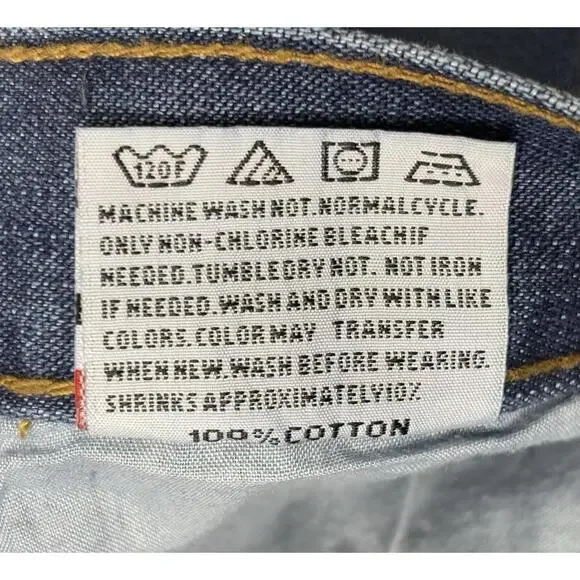 120F
MACHINE WASH NOT.NORMALCYCLE.
ONLY NON-CHLORINE BLEACHIF
NEEDED.TUMBLEDRY NOT. NOT IRON
IF NEEDED.WASH AND DRY WITH LIKE
COLORS.COLOR MAY TRANSFER
WHEN NEW.WASH BEFORE WEARING.
SHRINKS APPROXIMATELY10%
100%COTTON